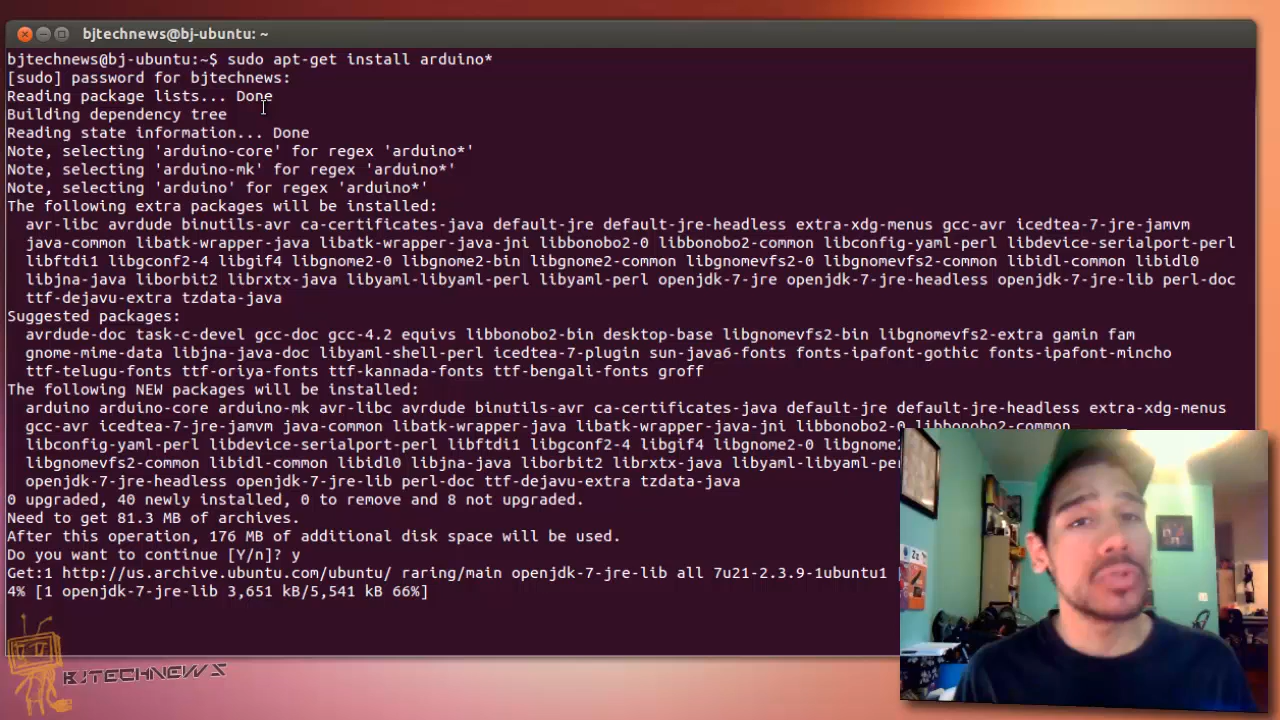 bjtechnews@bj-ubuntu: ~
bjtechnews@bj-ubuntu:~$ sudo apt-get install arduino*
[sudo] password for bjtechnews:
Reading package lists... Done
Building dependency tree
Reading state information... Done
Note, selecting 'arduino-core' for regex 'arduino*'
Note, selecting 'arduino-mk' for regex 'arduino*'
Note, selecting 'arduino' for regex 'arduino*'
The following extra packages will be installed:
avr-libc avrdude binutils-avr ca-certificates-java default-jre default-jre-headless extra-xdg-menus gcc-avr icedtea-7-jre-jamvm
java-common libatk-wrapper-java libatk-wrapper-java-jni libbonobo2-0 libbonobo2-common libconfig-yaml-perl libdevice-serialport-perl
libftdi1 libgconf2-4 libgif4 libgnome2-0 libgnome2-bin libgnome2-common libgnomevfs2-0 libgnomevfs2-common libidl-common libidl0
libjna-java liborbit2 librxtx-java libyaml-libyaml-perl libyaml-perl openjdk-7-jre openjdk-7-jre-headless openjdk-7-jre-lib perl-doc
ttf-dejavu-extra tzdata-java
Suggested packages:
avrdude-doc task-c-devel gcc-doc gcc-4.2 equivs libbonobo2-bin desktop-base libgnomevfs2-bin libgnomevfs2-extra gamin fam
gnome-mime-data libjna-java-doc libyaml-shell-perl icedtea-7-plugin sun-java6-fonts fonts-ipafont-gothic fonts-ipafont-mincho
ttf-telugu-fonts ttf-oriya-fonts ttf-kannada-fonts ttf-bengali-fonts groff
The following NEW packages will be installed:
arduino arduino-core arduino-mk avr-libc avrdude binutils-avr ca-certificates-java default-jre default-jre-headless extra-xdg-menus
gcc-avr icedtea-7-jre-jamvm java-common libatk-wrapper-java libatk-wrapper-java-jni libbonobo2-0 libbonobo2-common
libconfig-yaml-perl libdevice-serialport-perl libftdi1 libgconf2-4 libgif4 libgnome2-0 libgnome2
libgnomevfs2-common libidl-common libidl0 libjna-java liborbit2 librxtx-java libyaml-libyaml-per
openjdk-7-jre-headless openjdk-7-jre-lib perl-doc ttf-dejavu-extra tzdata-java
0 upgraded, 40 newly installed, 0 to remove and 8 not upgraded.
Need to get 81.3 MB of archives.
After this operation, 176 MB of additional disk space will be used.
Do you want to continue [Y/n]? y
Get:1 http://us.archive.ubuntu.com/ubuntu/ raring/main openjdk-7-jre-lib all 7u21-2.3.9-1ubuntu1
4% [1 openjdk-7-jre-lib 3,651 kB/5,541 kB 66%]
BJTECHNEWS